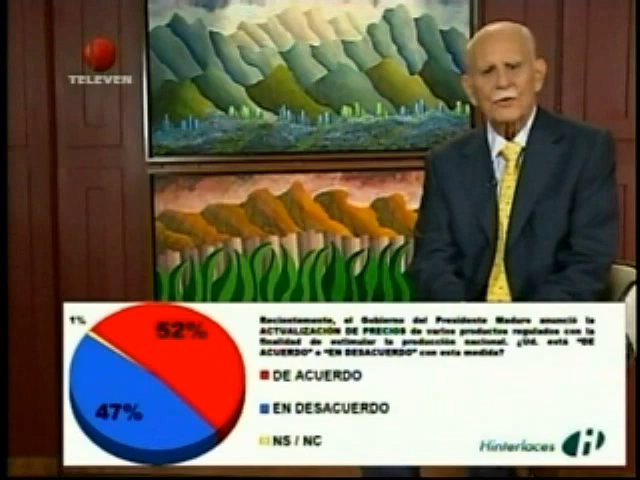 TELEVEN
1%
52%
47%
Recientemente, el Gobierno del Presidente Maduro anunció la
ACTUALIZACIÓN DE PRECIOS de varios productos regulados con la
finalidad de estimular la producción nacional. ¿Ud. está "DE
ACUERDO" o "EN DESACUERDO" con esta medida?
DE ACUERDO
EN DESACUERDO
NS / NC
Hinterlaces